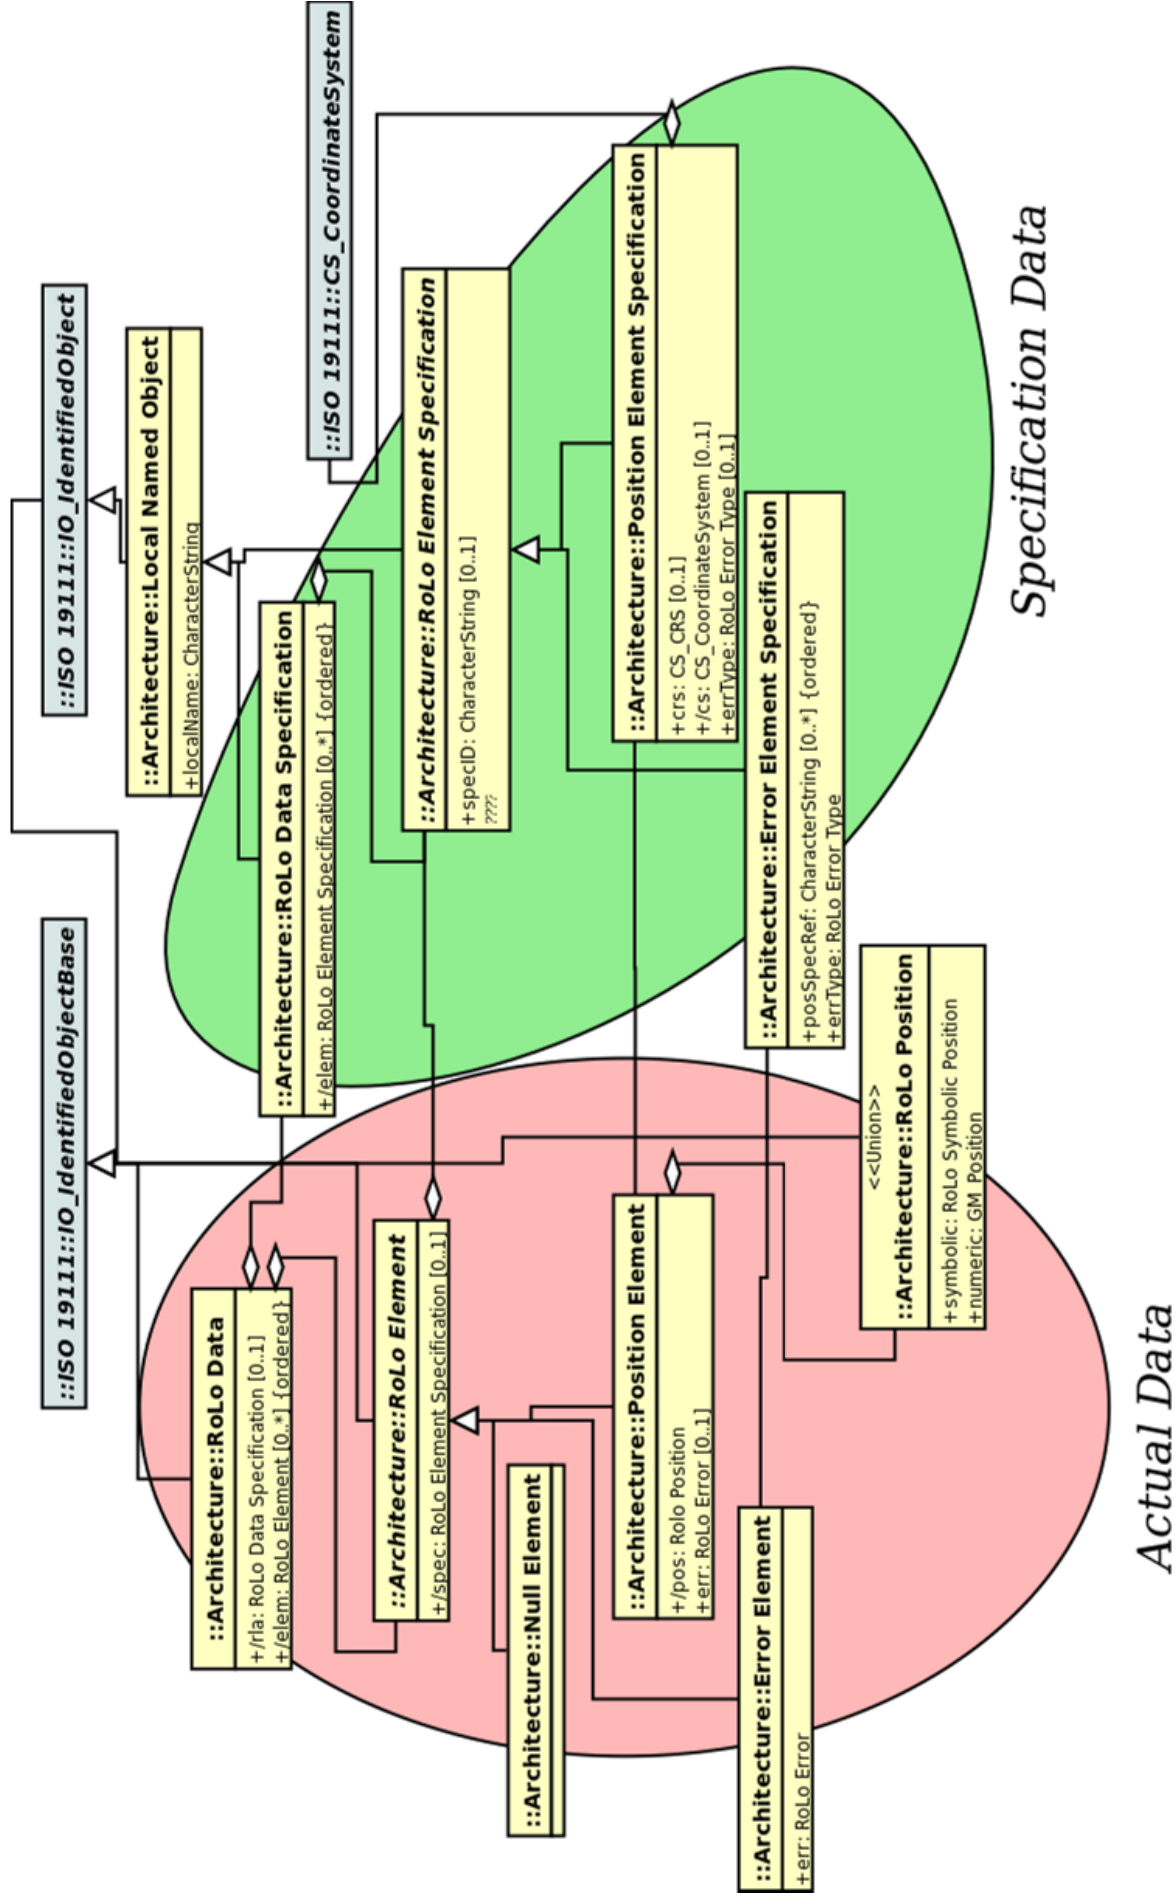 ::ISO 19111::IO_IdentifiedObjectBase
::ISO 19111::IO_IdentifiedObject
::Architecture::Local Named Object
+localName: CharacterString
::ISO 19111::CS_CoordinateSystem
::Architecture::RoLo Data
+/rla: RoLo Data Specification [0..1]
+/elem: RoLo Element [0..*] {ordered}
::Architecture::RoLo Data Specification
+/elem: RoLo Element Specification [0..*] {ordered}
::Architecture::RoLo Element
+/spec: RoLo Element Specification [0..1]
::Architecture::RoLo Element Specification
+specID: CharacterString [0..1]
????
::Architecture::Null Element
::Architecture::Position Element
+/pos: Rolo Position
+err: RoLo Error [0..1]
::Architecture::Position Element Specification
+crs: CS_CRS [0..1]
+/cs: CS_CoordinateSystem [0..1]
+errType: RoLo Error Type [0..1]
::Architecture::Error Element
+err: RoLo Error
::Architecture::Error Element Specification
+posSpecRef: CharacterString [0..*] {ordered}
+errType: RoLo Error Type
<<Union>>
::Architecture::RoLo Position
+symbolic: RoLo Symbolic Position
+numeric: GM_Position
Actual Data
Specification Data